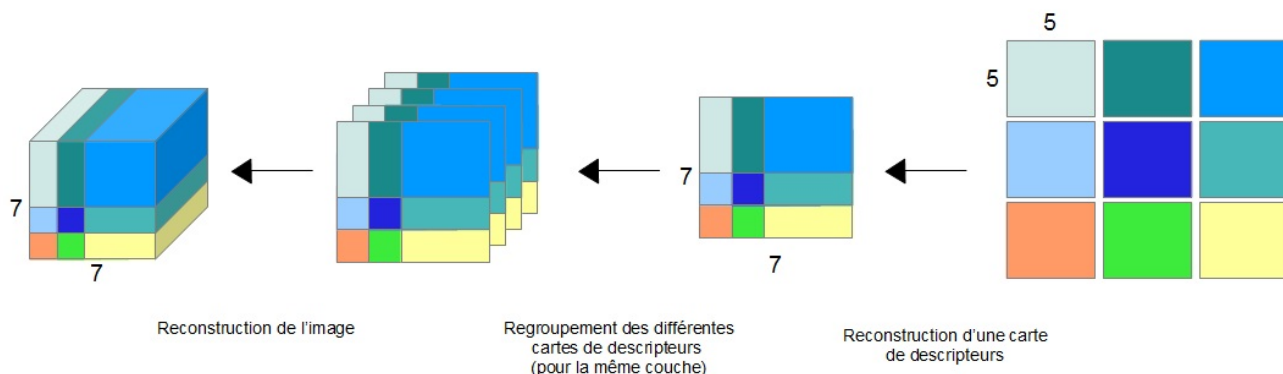 5
5
7
7
7
7
Reconstruction de l'image
Regroupement des différentes
cartes de descripteurs
(pour la même couche)
Reconstruction d'une carte
de descripteurs